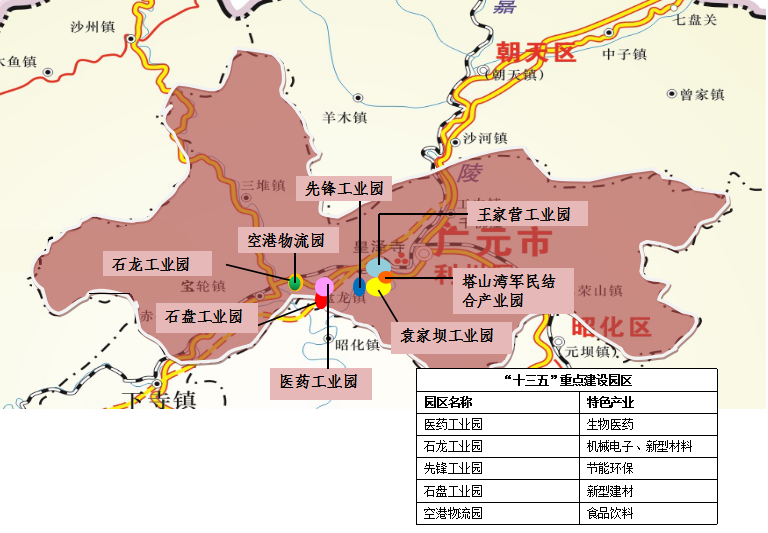 嘉
七盘关
沙州镇
朝天区
中子镇
木鱼镇
(朝天镇)
曾家镇
羊木镇
沙河镇
陵
三堆镇
先锋工业园
王家营工业园
空港物流园
皇泽寺
广元市
石龙工业园
塔山湾军民结
合产业园
宝轮镇
荣山镇
石盘工业园
昭化区
袁家坝工业园
昭化镇
元坝镇)
医药工业园
下寺镇
“十三五”重点建设园区
园区名称 特色产业
医药工业园 生物医药
石龙工业园 机械电子、新型材料
先锋工业园 节能环保
石盘工业园 新型建材
空港物流园 食品饮料